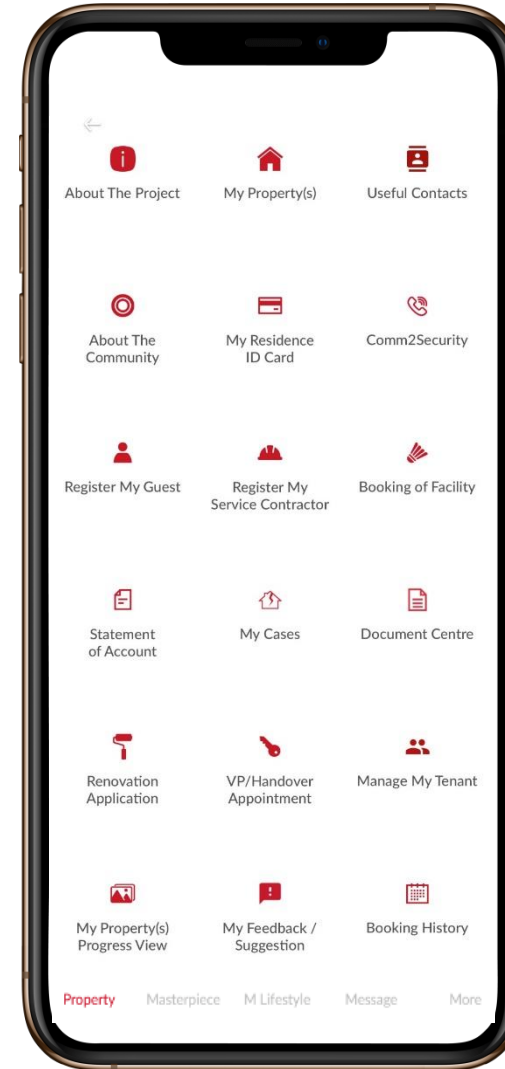 About The Project
My Property(s)
Useful Contacts
About The
Community
My Residence
ID Card
Comm2Security
Register My Guest
Register My
Service Contractor
Booking of Facility
Statement
of Account
My Cases
Document Centre
Renovation
Application
VP/Handover
Appointment
Manage My Tenant
My Property(s)
Progress View
My Feedback /
Suggestion
Booking History
Property
Masterpiece
M Lifestyle
Message
More